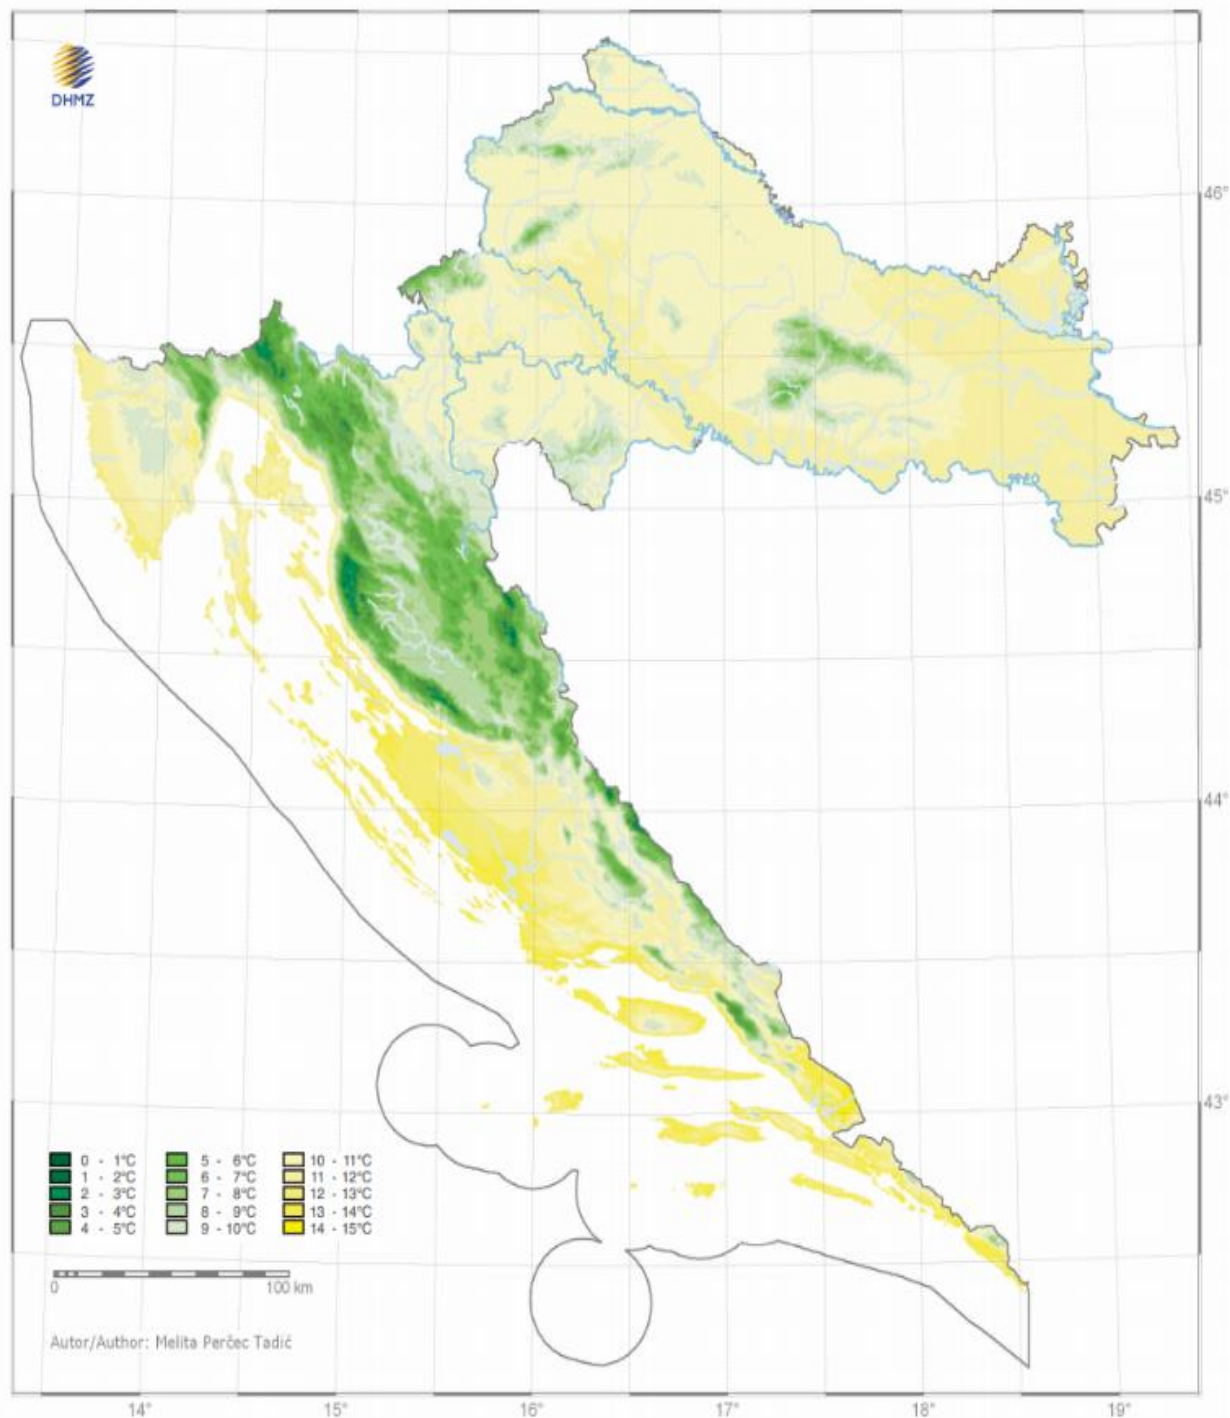 DHMZ
46°
45°
44°
43°
0 - 1°C
1 - 2°C
2 - 3°C
3 - 4°C
4 - 5°C
5 - 6°C
6 - 7°C
7 - 8°C
8 - 9°C
9 - 10°C
10 - 11°C
11 - 12°C
12 - 13°C
13 - 14°C
14 - 15°C
0 100 km
Autor/Author: Melita Perčec Tadić
14° 15° 16° 17° 18° 19°